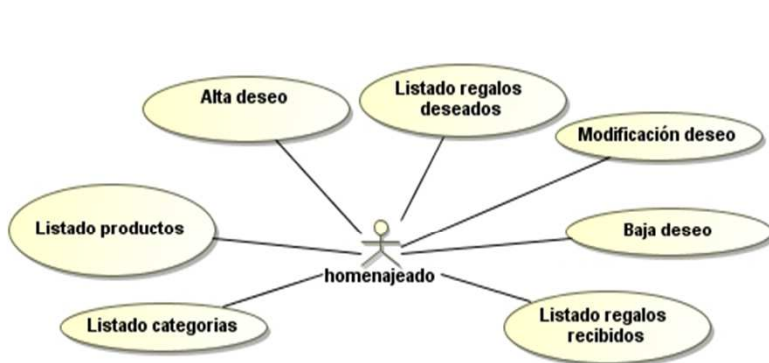 Alta deseo
Listado regalos
deseados
Modificación deseo
Listado productos
Baja deseo
homenajeado
Listado categorias
Listado regalos
recibidos